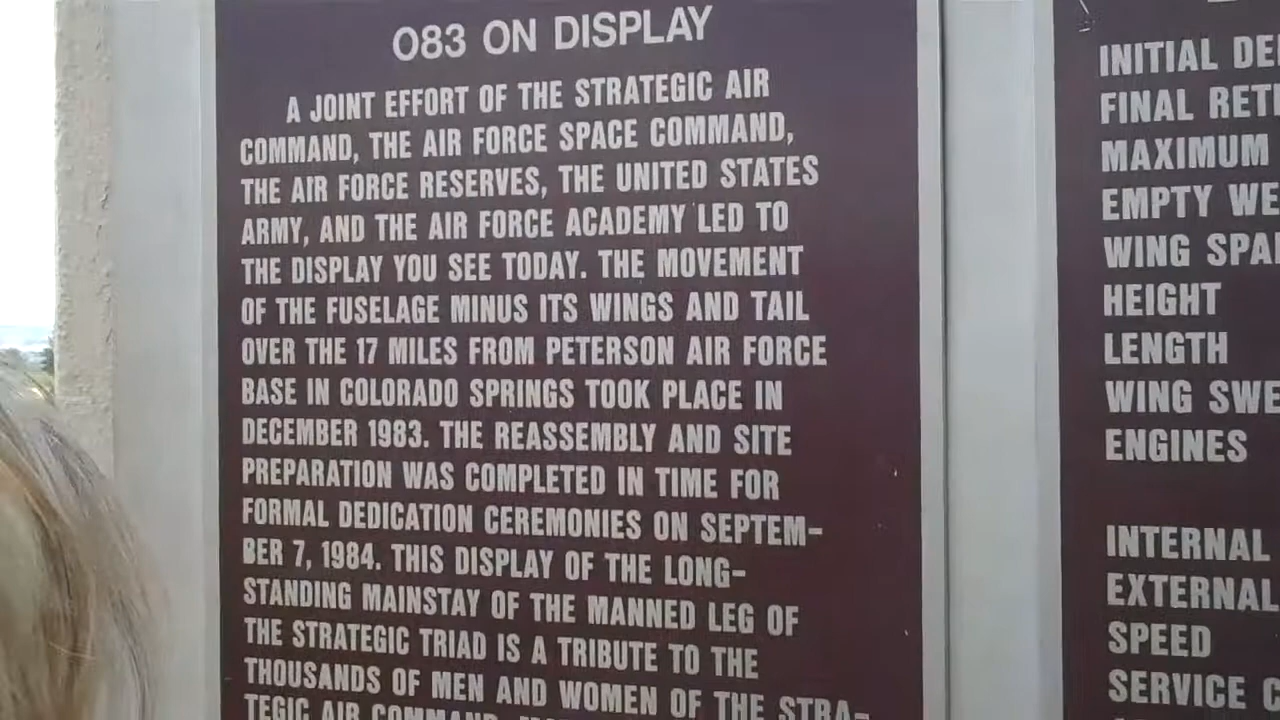 083 ON DISPLAY
A JOINT EFFORT OF THE STRATEGIC AIR
COMMAND, THE AIR FORCE SPACE COMMAND,
THE AIR FORCE RESERVES, THE UNITED STATES
ARMY, AND THE AIR FORCE ACADEMY LED TO
THE DISPLAY YOU SEE TODAY. THE MOVEMENT
OF THE FUSELAGE MINUS ITS WINGS AND TAIL
OVER THE 17 MILES FROM PETERSON AIR FORCE
BASE IN COLORADO SPRINGS TOOK PLACE IN
DECEMBER 1983. THE REASSEMBLY AND SITE
PREPARATION WAS COMPLETED IN TIME FOR
FORMAL DEDICATION CEREMONIES ON SEPTEM-
BER 7, 1984. THIS DISPLAY OF THE LONG-
STANDING MAINSTAY OF THE MANNED LEG OF
THE STRATEGIC TRIAD IS A TRIBUTE TO THE
THOUSANDS OF MEN AND WOMEN OF THE STRA-
TEGIC AIR COMMAND,
INITIAL
FINAL
MAXIMUM
EMPTY
WING
HEIGHT
LENGTH
WING
ENGINES
INTERNAL
EXTERNAL
SPEED
SERVICE